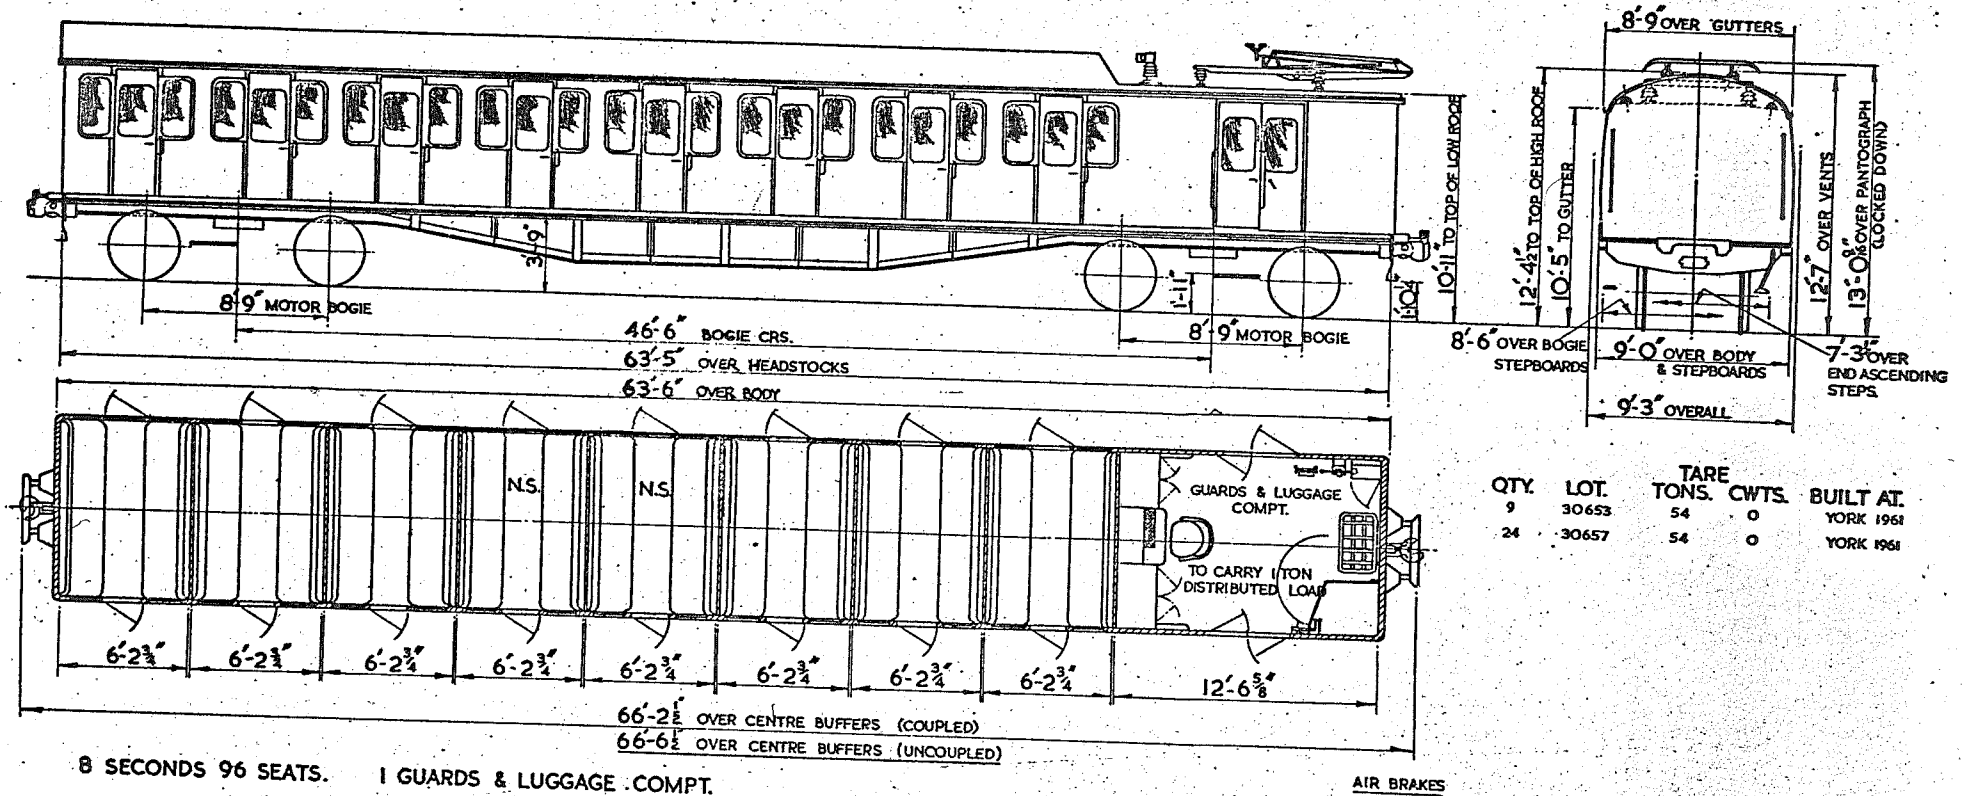 8'-9" OVER GUTTERS
3'-9"
1'-11"
1'-10¼"
10'-11" TO TOP OF LOW ROOF
12'-4½" TO TOP OF HIGH ROOF
10'-5" TO GUTTER
12'-7" OVER VENTS
(LOCKED DOWN)
8'-9" MOTOR BOGIE
8'-9" MOTOR BOGIE
46'-6" BOGIE CRS.
63'-5" OVER HEADSTOCKS
63'-6" OVER BODY
8'-6" OVER BOGIE
STEPBOARDS
9'-0" OVER BODY
& STEPBOARDS
OVER
END ASCENDING
STEPS.
9'-3" OVERALL
N.S.
N.S.
GUARDS & LUGGAGE
COMPT.
TO CARRY 1 TON
DISTRIBUTED LOAD
TARE
QTY. LOT. TONS. CWTS. BUILT AT.
9 30653 54 0 YORK 1961
24 30657 54 0 YORK 1961
6'-2¾" 6'-2¾" 6'-2¾" 6'-2¾" 6'-2¾" 6'-2¾" 6'-2¾" 6'-2¾" 12'-6⅝"
66'-2½" OVER CENTRE BUFFERS (COUPLED)
66'-6½" OVER CENTRE BUFFERS (UNCOUPLED)
8 SECONDS 96 SEATS. 1 GUARDS & LUGGAGE COMPT.
AIR BRAKES